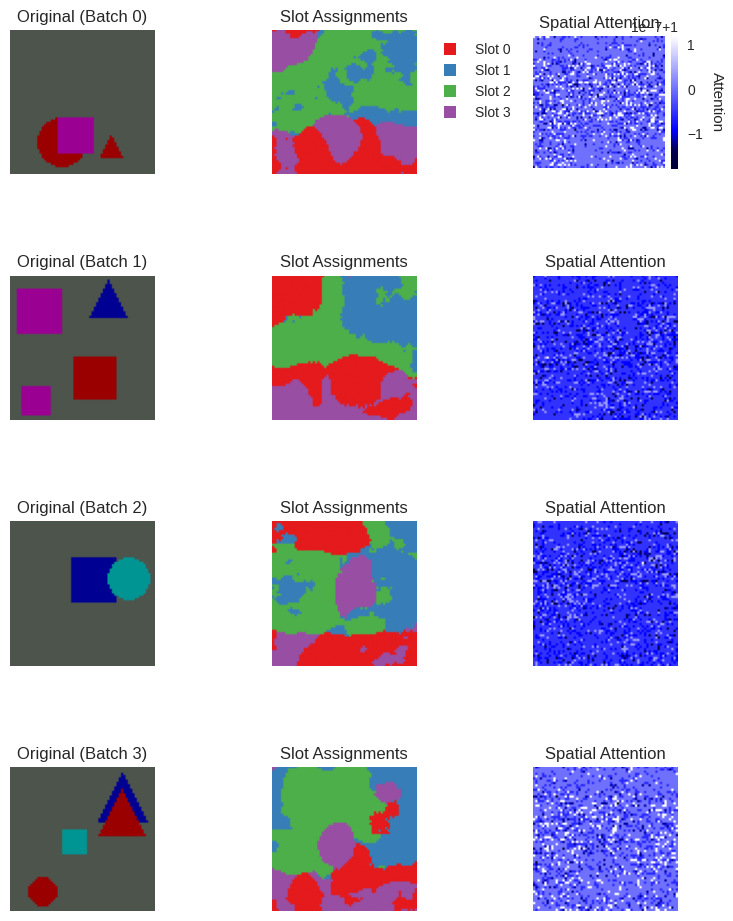 Original (Batch 0)
Slot Assignments
Slot 0
Slot 1
Slot 2
Slot 3
Spatial Attention
1e−7+1
1
0
−1
Attention
Original (Batch 1)
Slot Assignments
Spatial Attention
Original (Batch 2)
Slot Assignments
Spatial Attention
Original (Batch 3)
Slot Assignments
Spatial Attention